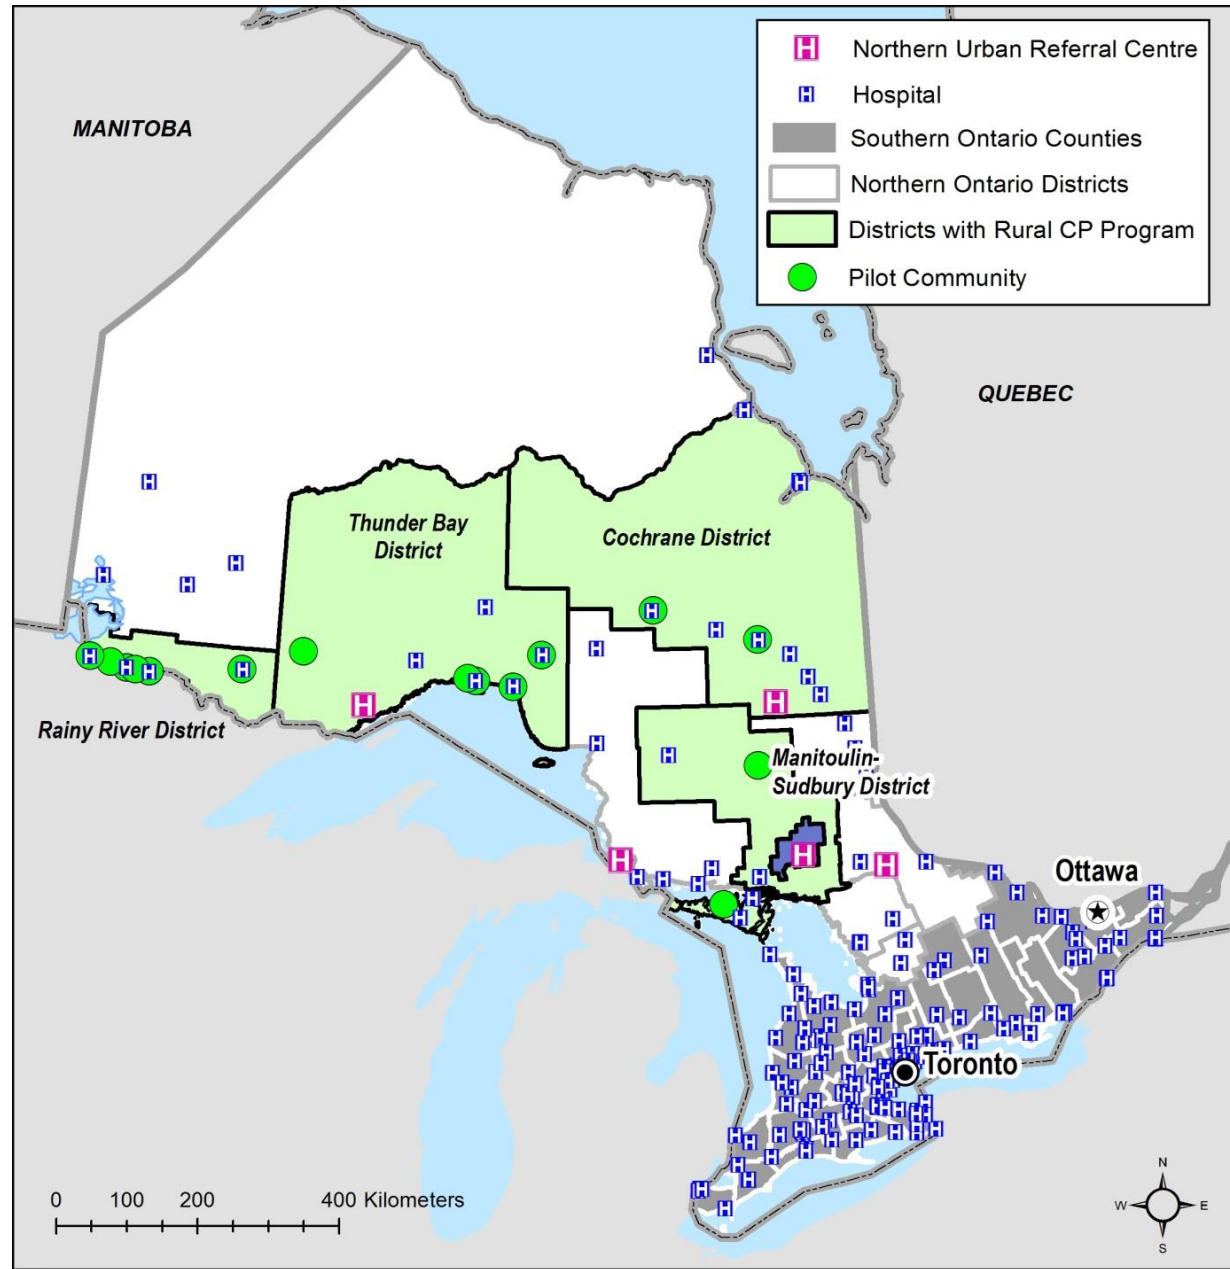 Northern Urban Referral Centre
Hospital
Southern Ontario Counties
Northern Ontario Districts
Districts with Rural CP Program
Pilot Community
MANITOBA
QUEBEC
Thunder Bay
District
Cochrane District
Rainy River District
Manitoulin-
Sudbury District
Ottawa
Toronto
0 100 200 400 Kilometers
N
W E
S